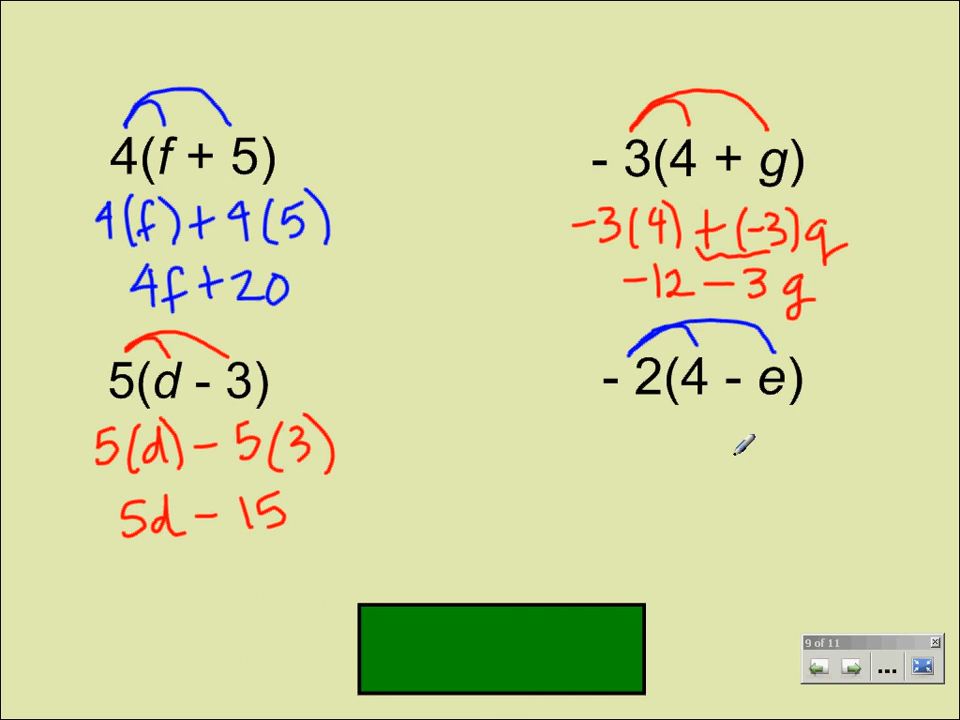 4(f + 5)
4(f) + 4(5)
4f + 20
5(d - 3)
5(d) - 5(3)
5d - 15
- 3(4 + g)
-3(4) + (-3)g
-12 - 3g
- 2(4 - e)
9 of 11
...